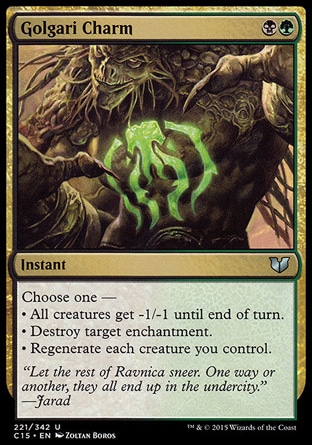 Golgari Charm
Instant
Choose one —
• All creatures get -1/-1 until end of turn.
• Destroy target enchantment.
• Regenerate each creature you control.
“Let the rest of Ravnica sneer. One way or
another, they all end up in the undercity.”
—Jarad
221/342 U
C15 • EN Zoltan Boros
™ & © 2015 Wizards of the Coast